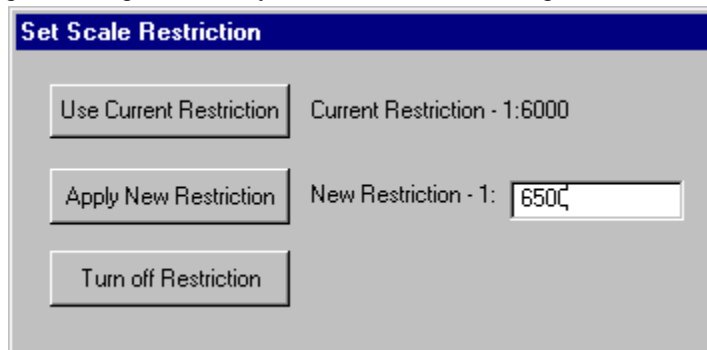 Set Scale Restriction
Use Current Restriction Current Restriction - 1:6000
Apply New Restriction New Restriction - 1: 6500
Turn off Restriction